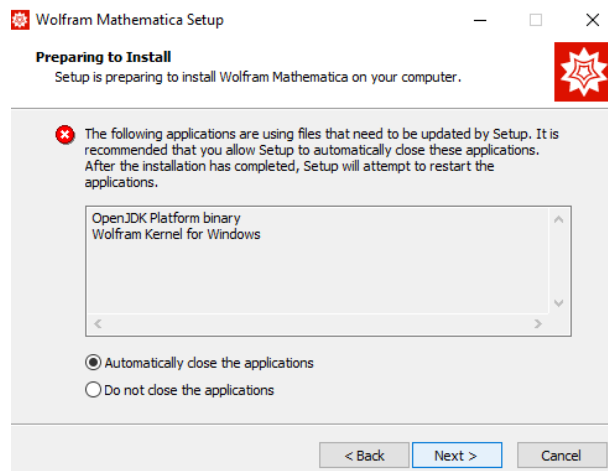 Wolfram Mathematica Setup
Preparing to Install
Setup is preparing to install Wolfram Mathematica on your computer.
The following applications are using files that need to be updated by Setup. It is
recommended that you allow Setup to automatically close these applications.
After the installation has completed, Setup will attempt to restart the
applications.
OpenJDK Platform binary
Wolfram Kernel for Windows
Automatically close the applications
Do not close the applications
< Back
Next >
Cancel